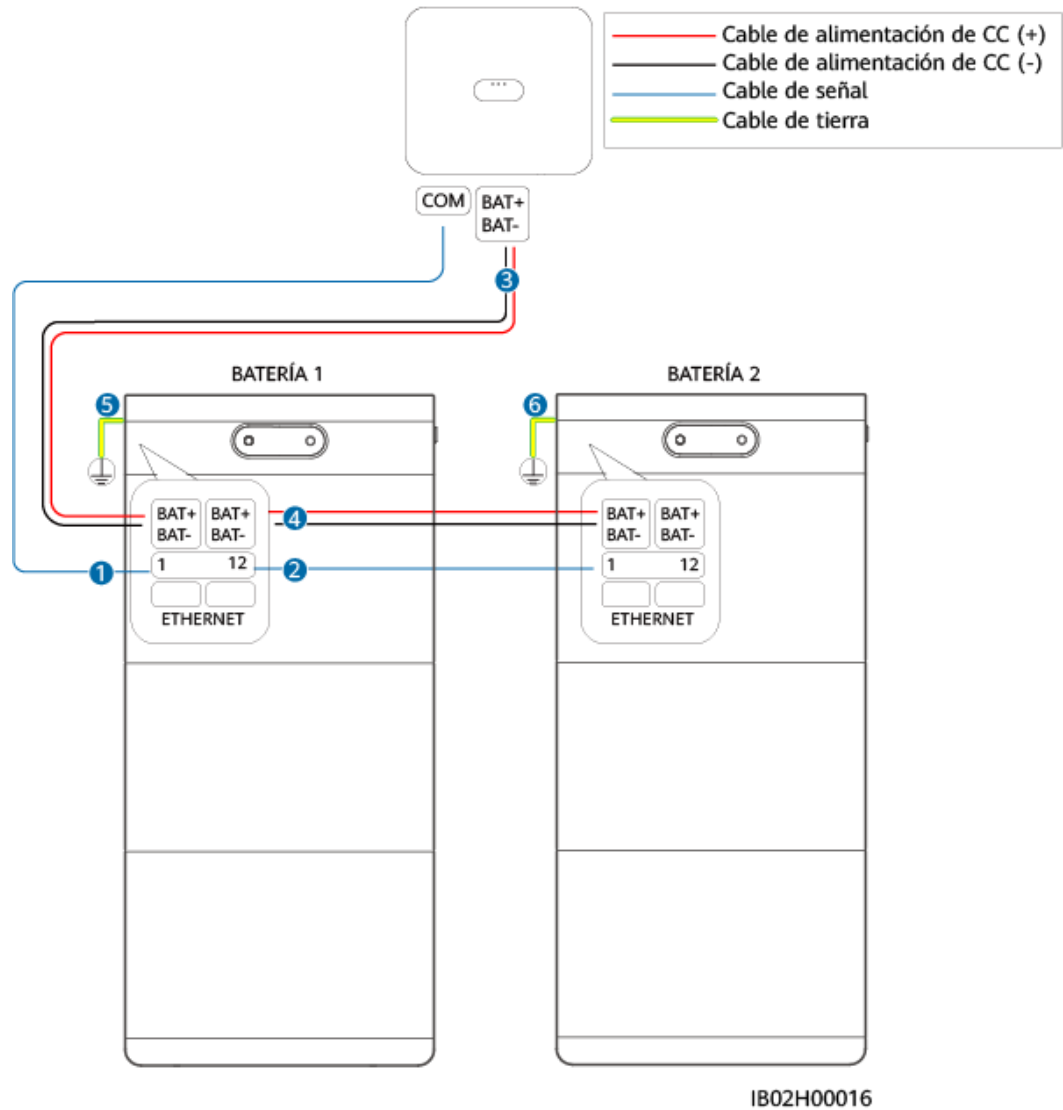 Cable de alimentación de CC (+)
Cable de alimentación de CC (-)
Cable de señal
Cable de tierra
COM
BAT+
BAT-
3
BATERÍA 1
BATERÍA 2
5
6
BAT+ BAT+
BAT- BAT-
4
BAT+ BAT+
BAT- BAT-
1
1 12
2
1 12
ETHERNET
ETHERNET
IB02H00016